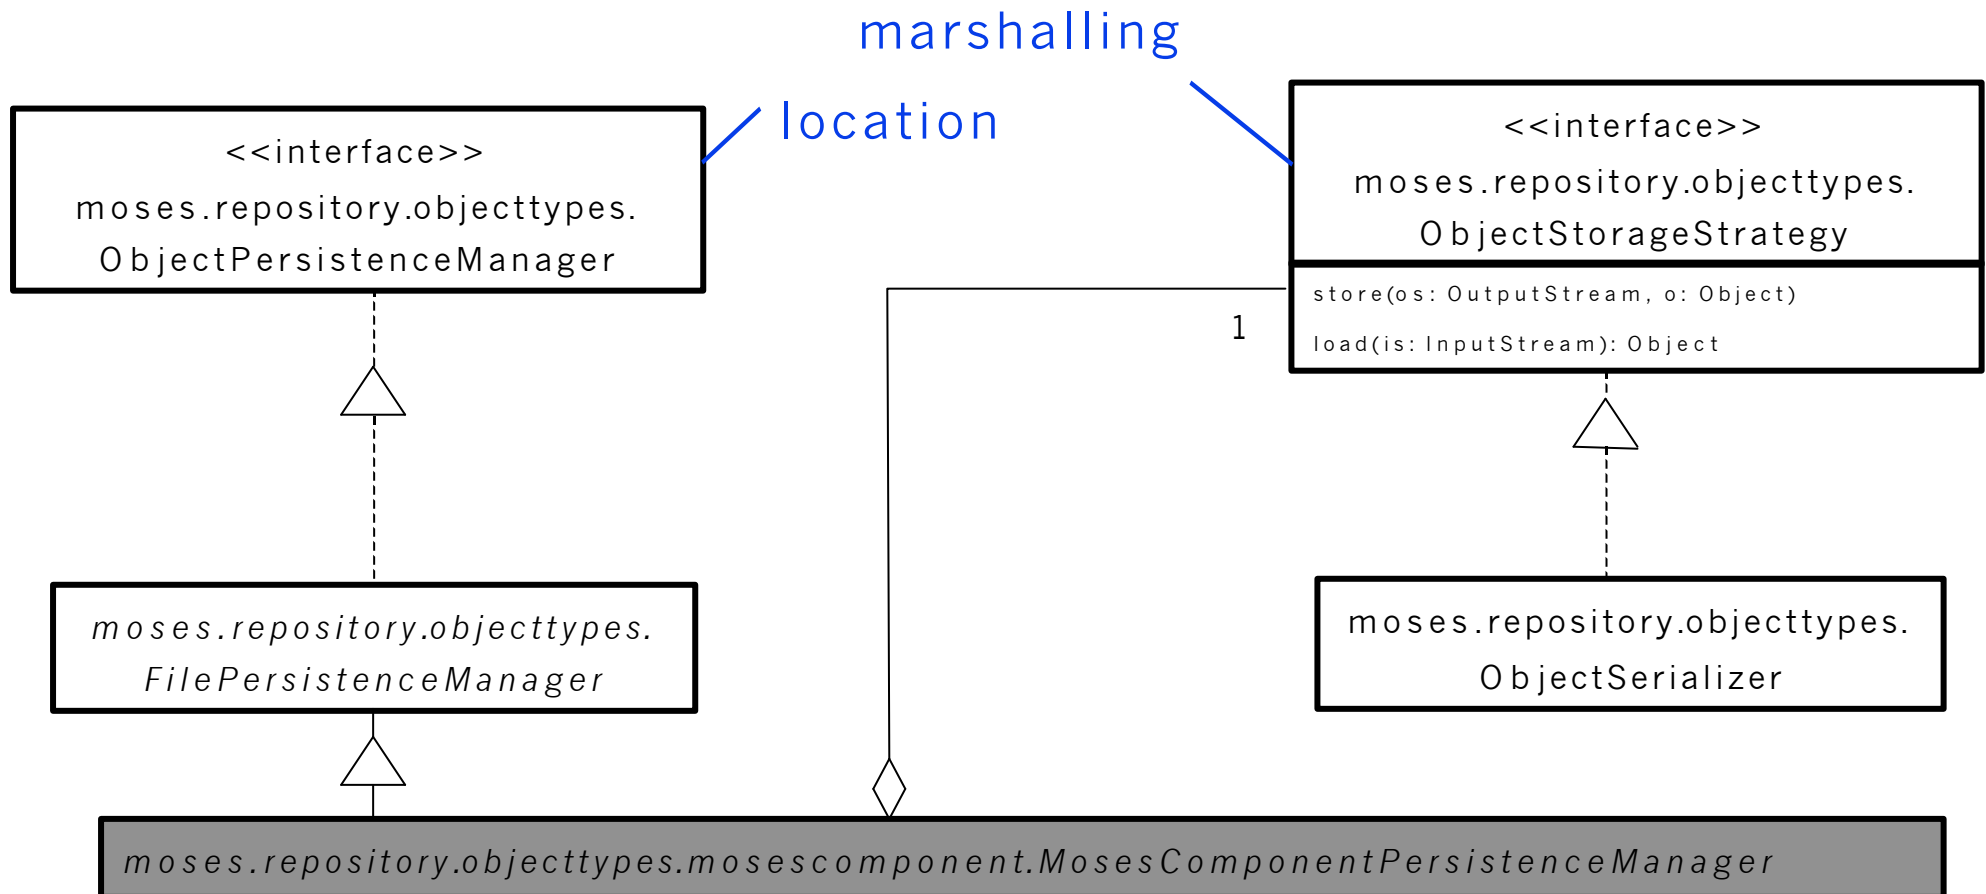 marshalling
location
<<interface>>
moses.repository.objecttypes.
ObjectPersistenceManager
<<interface>>
moses.repository.objecttypes.
ObjectStorageStrategy
store(os: OutputStream, o: Object)
load(is: InputStream): Object
1
moses.repository.objecttypes.
FilePersistenceManager
moses.repository.objecttypes.
ObjectSerializer
moses.repository.objecttypes.mosescomponent.MosesComponentPersistenceManager